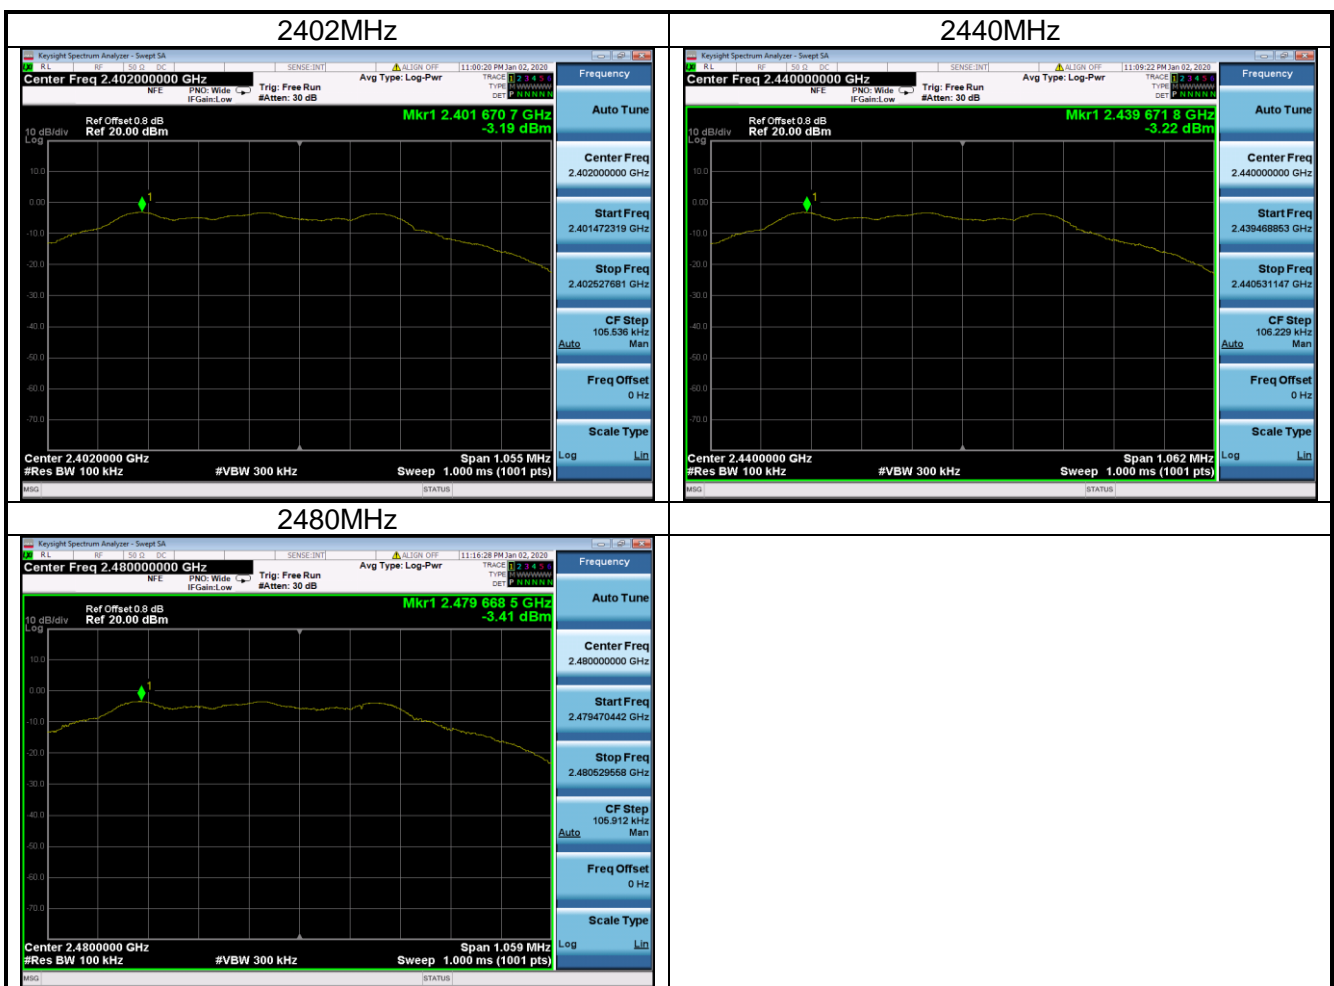 2402MHz
2440MHz
Keysight Spectrum Analyzer - Swept SA
RL RF 50 Ω DC SENSE:INT ALIGN OFF 11:00:20 PM Jan 02, 2020
Center Freq 2.402000000 GHz
NFE
PNO: Wide
IFGain:Low
Trig: Free Run
#Atten: 30 dB
Avg Type: Log-Pwr
TRACE 1 2 3 4 5 6
TYPE M WWWWW
DET P N N N N N
Ref Offset 0.8 dB
10 dB/div Ref 20.00 dBm
Log
Mkr1 2.401 670 7 GHz
-3.19 dBm
10.0
0.00
-10.0
-20.0
-30.0
-40.0
-50.0
-60.0
-70.0
1
Center 2.4020000 GHz Span 1.055 MHz
#Res BW 100 kHz #VBW 300 kHz Sweep 1.000 ms (1001 pts)
MSG STATUS
Frequency
Auto Tune
Center Freq
2.402000000 GHz
Start Freq
2.401472319 GHz
Stop Freq
2.402527681 GHz
CF Step
105.536 kHz
Auto Man
Freq Offset
0 Hz
Scale Type
Log Lin
Keysight Spectrum Analyzer - Swept SA
RL RF 50 Ω DC SENSE:INT ALIGN OFF 11:09:22 PM Jan 02, 2020
Center Freq 2.440000000 GHz
NFE
PNO: Wide
IFGain:Low
Trig: Free Run
#Atten: 30 dB
Avg Type: Log-Pwr
TRACE 1 2 3 4 5 6
TYPE M WWWWW
DET P N N N N N
Ref Offset 0.8 dB
10 dB/div Ref 20.00 dBm
Log
Mkr1 2.439 671 8 GHz
-3.22 dBm
10.0
0.00
-10.0
-20.0
-30.0
-40.0
-50.0
-60.0
-70.0
1
Center 2.4400000 GHz Span 1.062 MHz
#Res BW 100 kHz #VBW 300 kHz Sweep 1.000 ms (1001 pts)
MSG STATUS
Frequency
Auto Tune
Center Freq
2.440000000 GHz
Start Freq
2.439468853 GHz
Stop Freq
2.440531147 GHz
CF Step
106.229 kHz
Auto Man
Freq Offset
0 Hz
Scale Type
Log Lin
2480MHz
Keysight Spectrum Analyzer - Swept SA
RL RF 50 Ω DC SENSE:INT ALIGN OFF 11:16:28 PM Jan 02, 2020
Center Freq 2.480000000 GHz
NFE
PNO: Wide
IFGain:Low
Trig: Free Run
#Atten: 30 dB
Avg Type: Log-Pwr
TRACE 1 2 3 4 5 6
TYPE M WWWWW
DET P N N N N N
Ref Offset 0.8 dB
10 dB/div Ref 20.00 dBm
Log
Mkr1 2.479 668 5 GHz
-3.41 dBm
10.0
0.00
-10.0
-20.0
-30.0
-40.0
-50.0
-60.0
-70.0
1
Center 2.4800000 GHz Span 1.059 MHz
#Res BW 100 kHz #VBW 300 kHz Sweep 1.000 ms (1001 pts)
MSG STATUS
Frequency
Auto Tune
Center Freq
2.480000000 GHz
Start Freq
2.479470442 GHz
Stop Freq
2.480529558 GHz
CF Step
105.912 kHz
Auto Man
Freq Offset
0 Hz
Scale Type
Log Lin